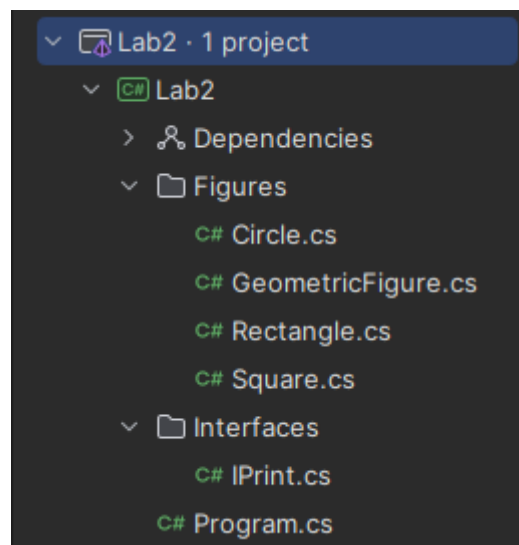 Lab2 · 1 project
C# Lab2
Dependencies
Figures
C# Circle.cs
C# GeometricFigure.cs
C# Rectangle.cs
C# Square.cs
Interfaces
C# IPrint.cs
C# Program.cs